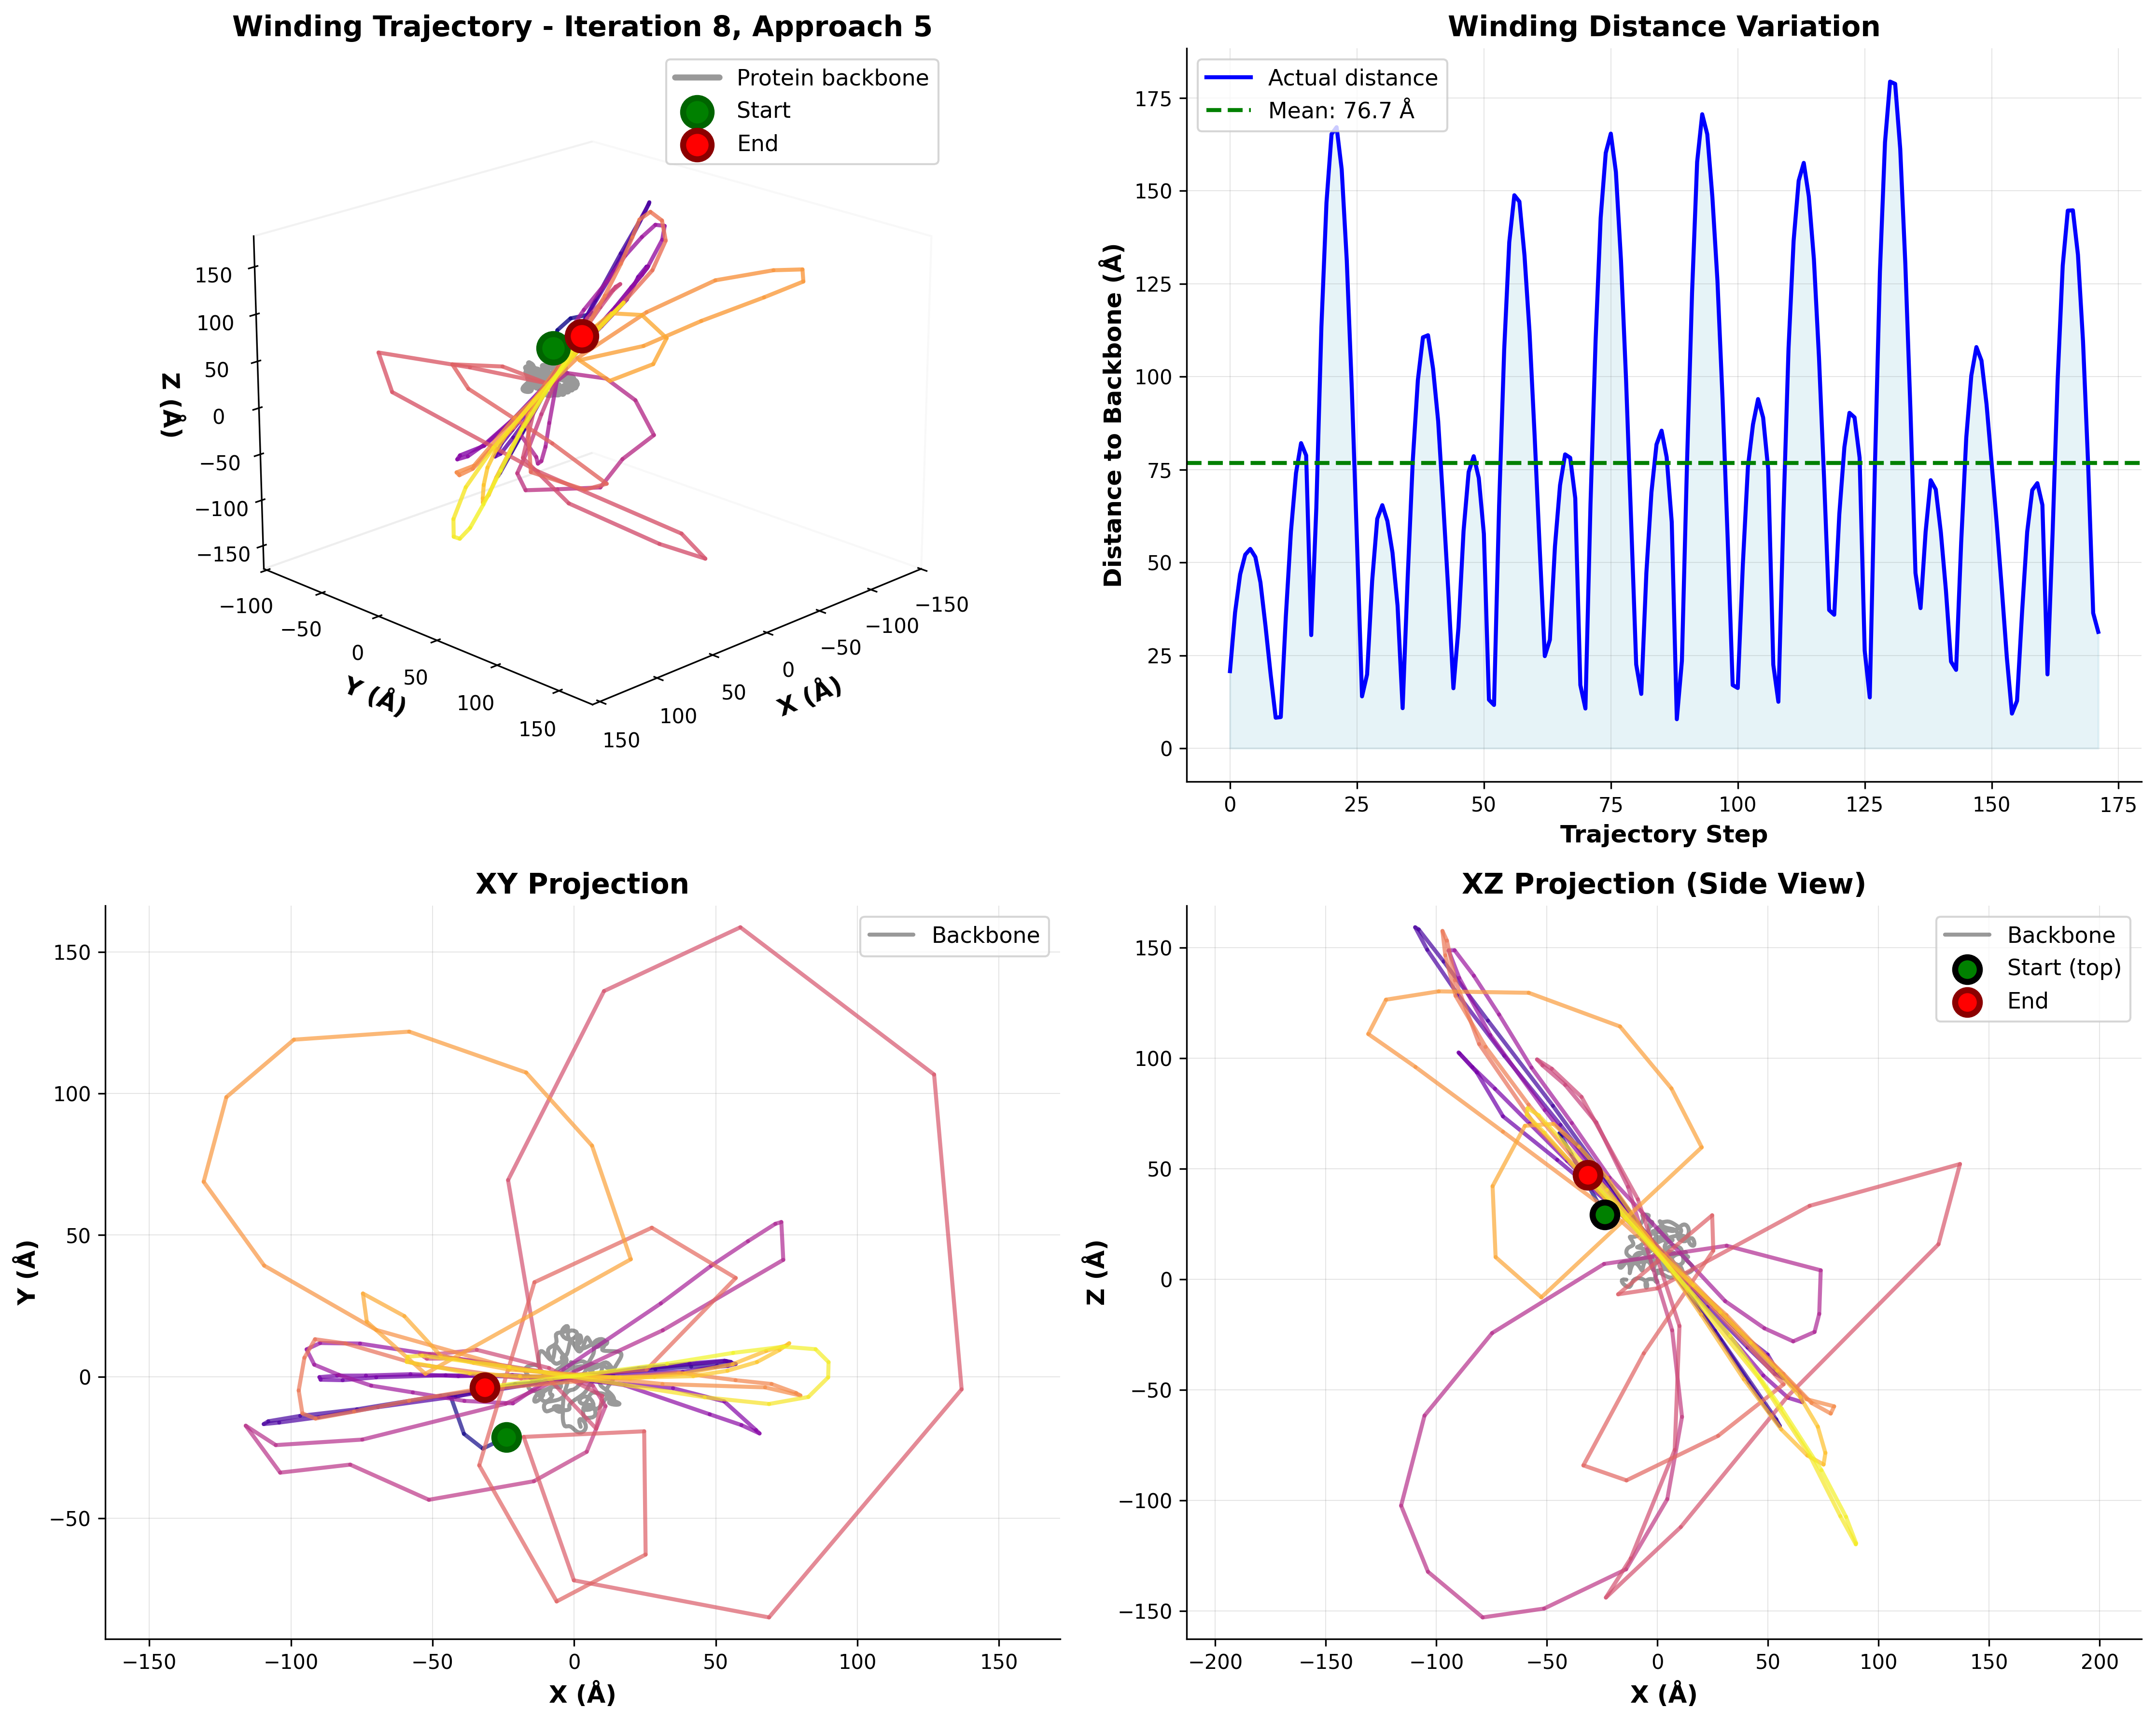 Winding Trajectory - Iteration 8, Approach 5
Protein backbone
Start
End
150
100
50
0
−50
−100
−150
Z (Å)
−100
−50
0
50
100
150
Y (Å)
150
100
50
0
−50
−100
−150
X (Å)
Winding Distance Variation
Actual distance
Mean: 76.7 Å
175
150
125
100
75
50
25
0
Distance to Backbone (Å)
0 25 50 75 100 125 150 175
Trajectory Step
XY Projection
Backbone
150
100
50
0
−50
Y (Å)
−150 −100 −50 0 50 100 150
X (Å)
XZ Projection (Side View)
Backbone
Start (top)
End
150
100
50
0
−50
−100
−150
Z (Å)
−200 −150 −100 −50 0 50 100 150 200
X (Å)